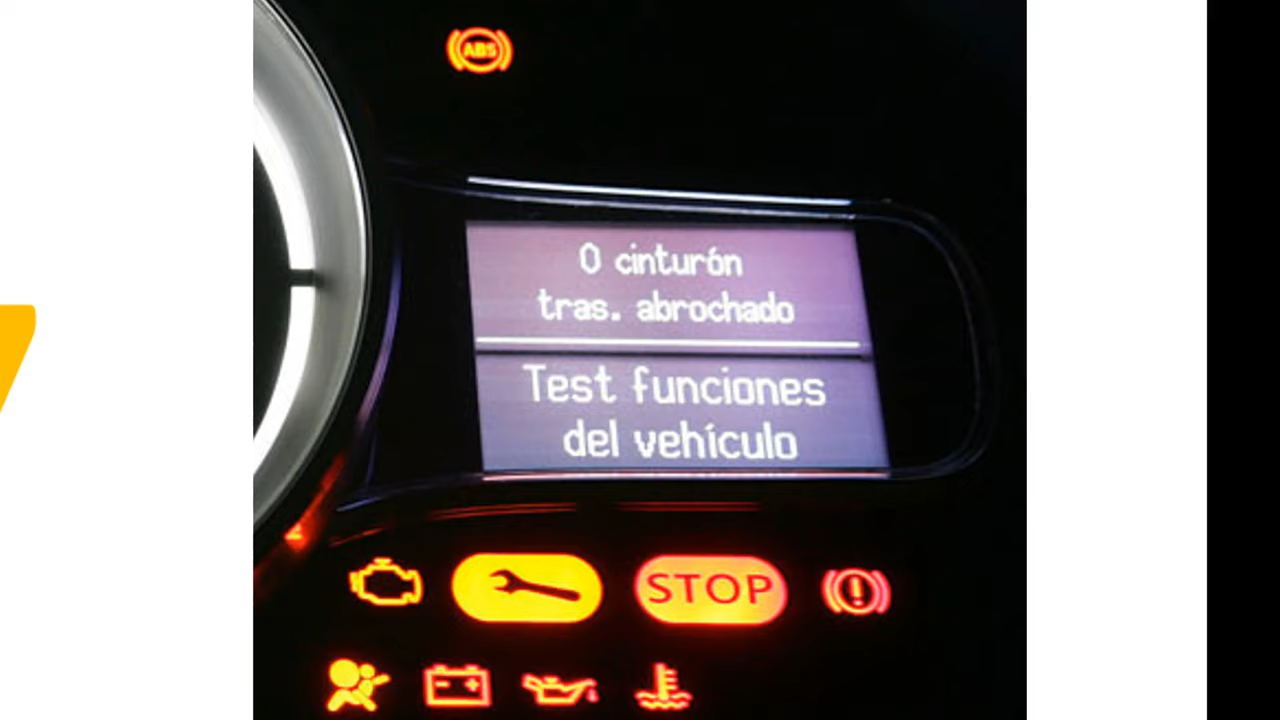 ABS
0 cinturón
tras. abrochado
Test funciones
del vehículo
STOP